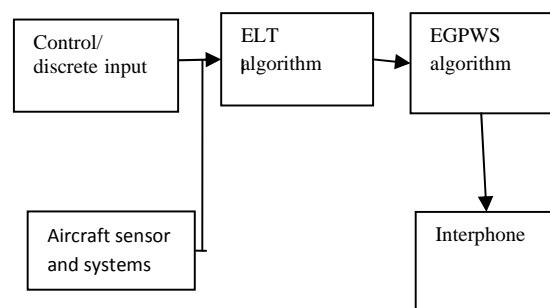 Control/
discrete input
ELT
algorithm
EGPWS
algorithm
Aircraft sensor
and systems
Interphone